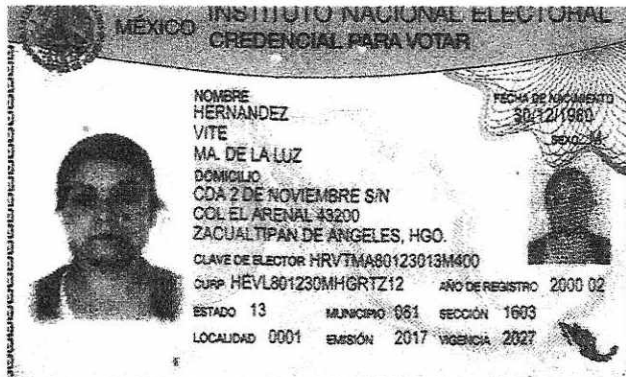 MÉXICO
INSTITUTO NACIONAL ELECTORAL
CREDENCIAL PARA VOTAR
NOMBRE
HERNANDEZ
VITE
MA. DE LA LUZ
FECHA DE NACIMIENTO
30/12/1980
SEXO
DOMICILIO
CDA 2 DE NOVIEMBRE S/N
COL EL ARENAL 43200
ZACUALTIPAN DE ANGELES, HGO.
CLAVE DE ELECTOR HRVTMA80123013M400
CURP HEVL801230MHGRTZ12 AÑO DE REGISTRO 2000 02
ESTADO 13 MUNICIPIO 081 SECCIÓN 1603
LOCALIDAD 0001 EMISIÓN 2017 VIGENCIA 2027